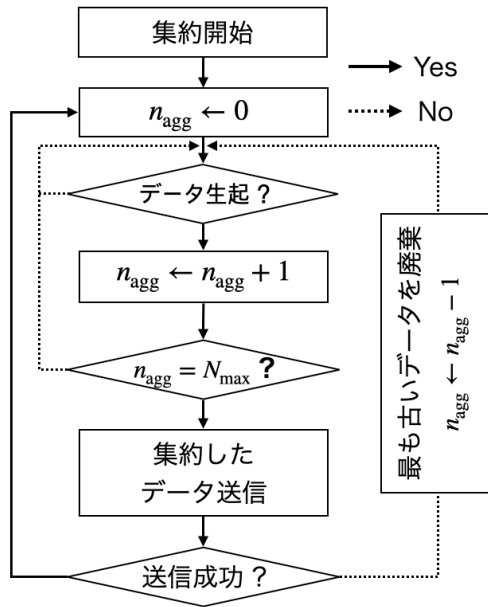 集約開始
Yes
No
n_agg ← 0
データ生起 ?
n_agg ← n_agg + 1
n_agg = N_max ?
集約した
データ送信
送信成功 ?
最も古いデータを廃棄
n_agg ← n_agg − 1